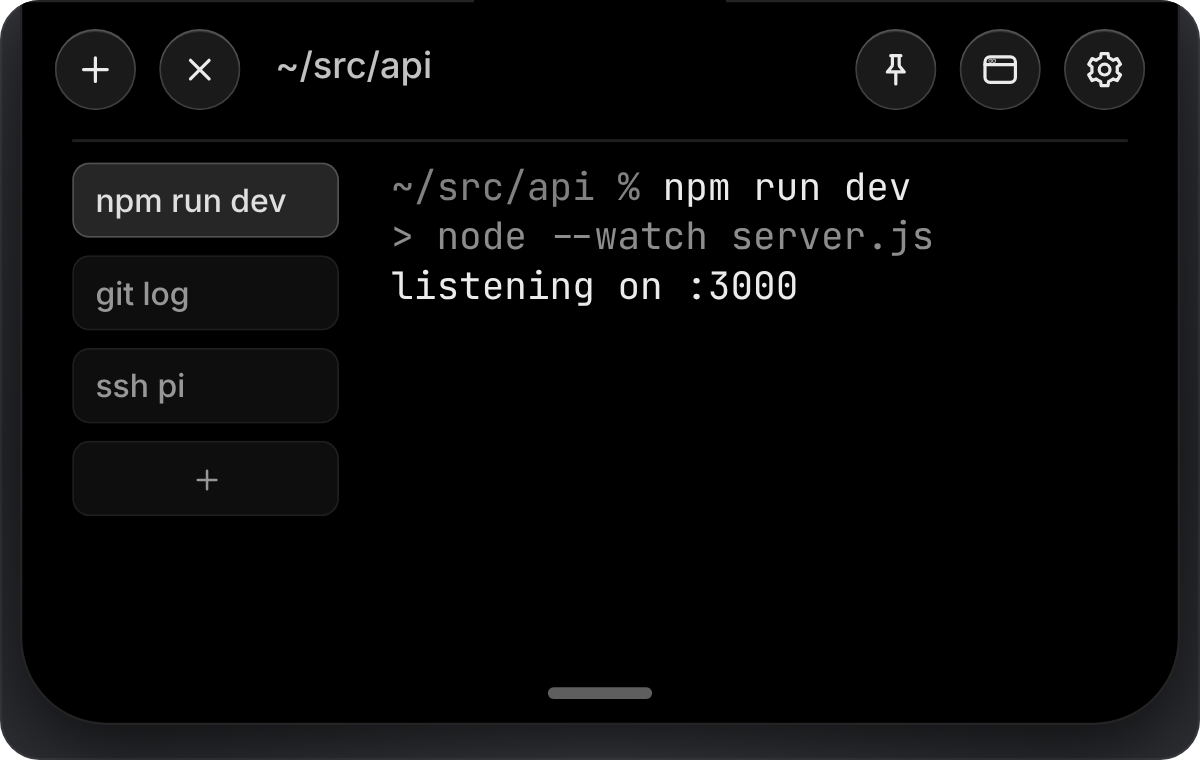 ~/src/api
npm run dev
git log
ssh pi
~/src/api % npm run dev
> node --watch server.js
listening on :3000